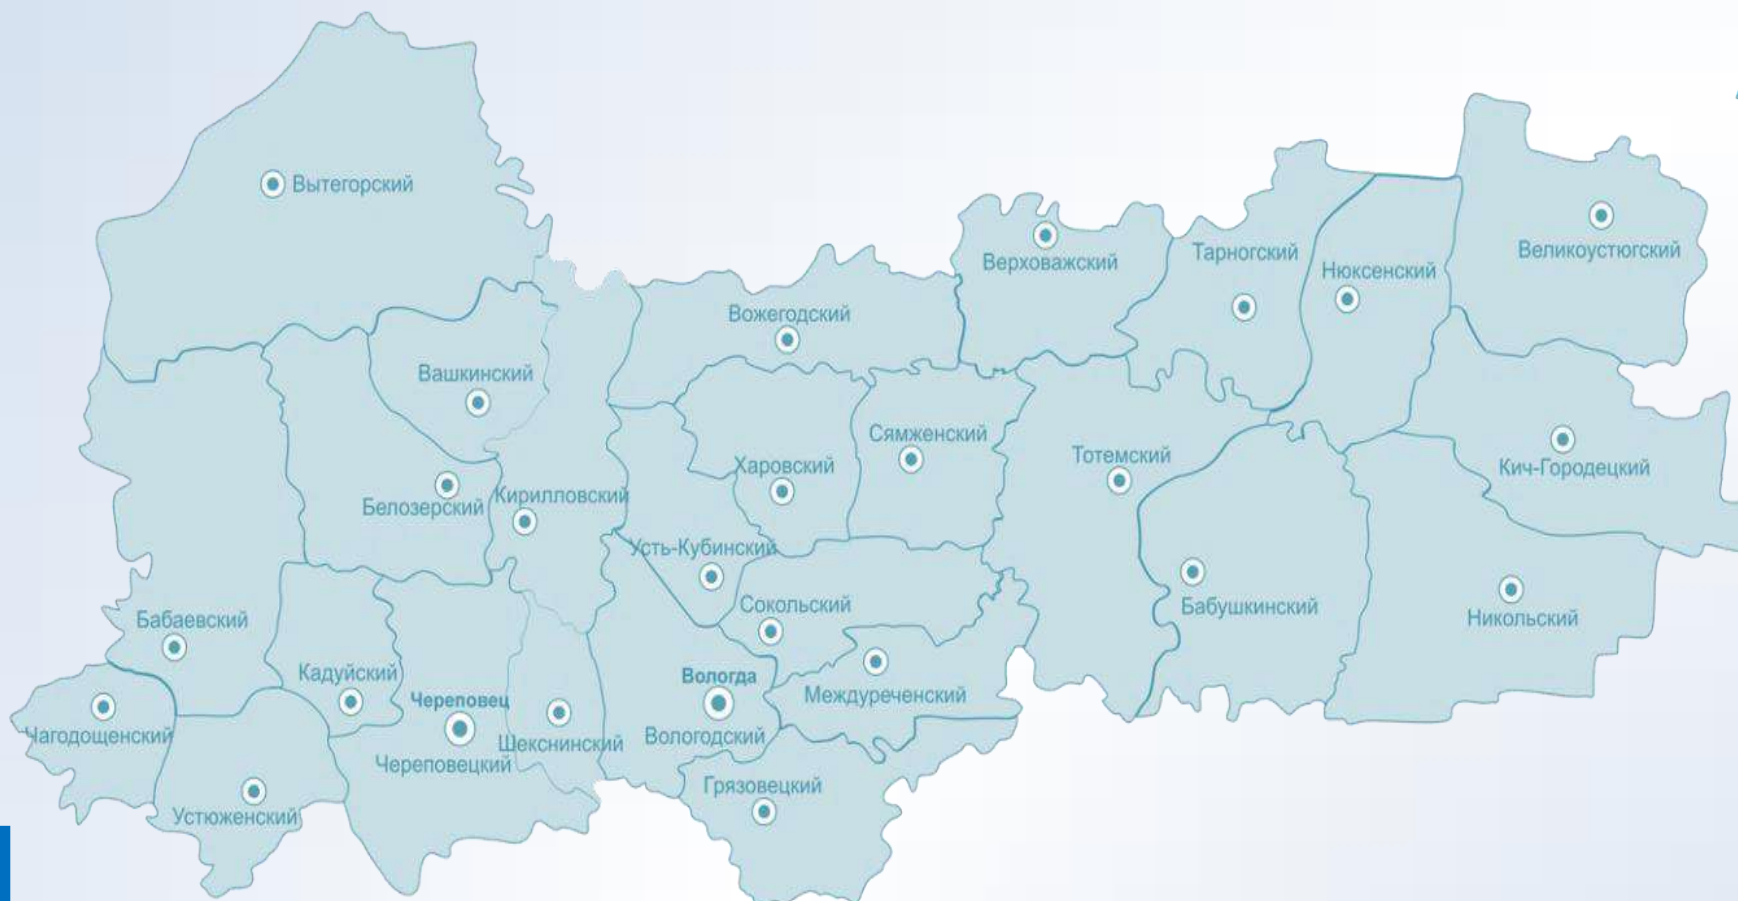 Вытегорский
Верховажский
Тарногский
Нюксенский
Великоустюгский
Вожегодский
Вашкинский
Сямженский
Харовский
Тотемский
Кич-Городецкий
Белозерский
Кирилловский
Усть-Кубинский
Сокольский
Бабушкинский
Никольский
Бабаевский
Кадуйский
Череповец
Вологда
Междуреченский
Чагодощенский
Череповецкий
Шекснинский
Вологодский
Грязовецкий
Устюженский